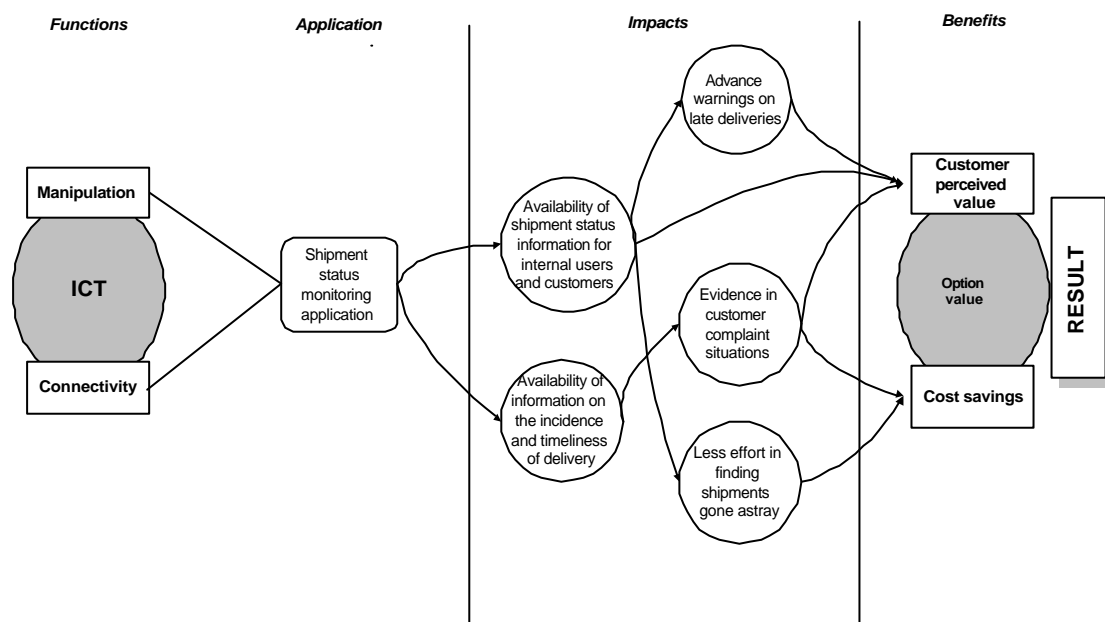 Functions
Application
Impacts
Benefits
Manipulation
ICT
Connectivity
Shipment
status
monitoring
application
Availability of
shipment status
information for
internal users
and customers
Availability of
information on
the incidence
and timeliness
of delivery
Advance
warnings on
late deliveries
Evidence in
customer
complaint
situations
Less effort in
finding
shipments
gone astray
Customer
perceived
value
Option
value
Cost savings
RESULT